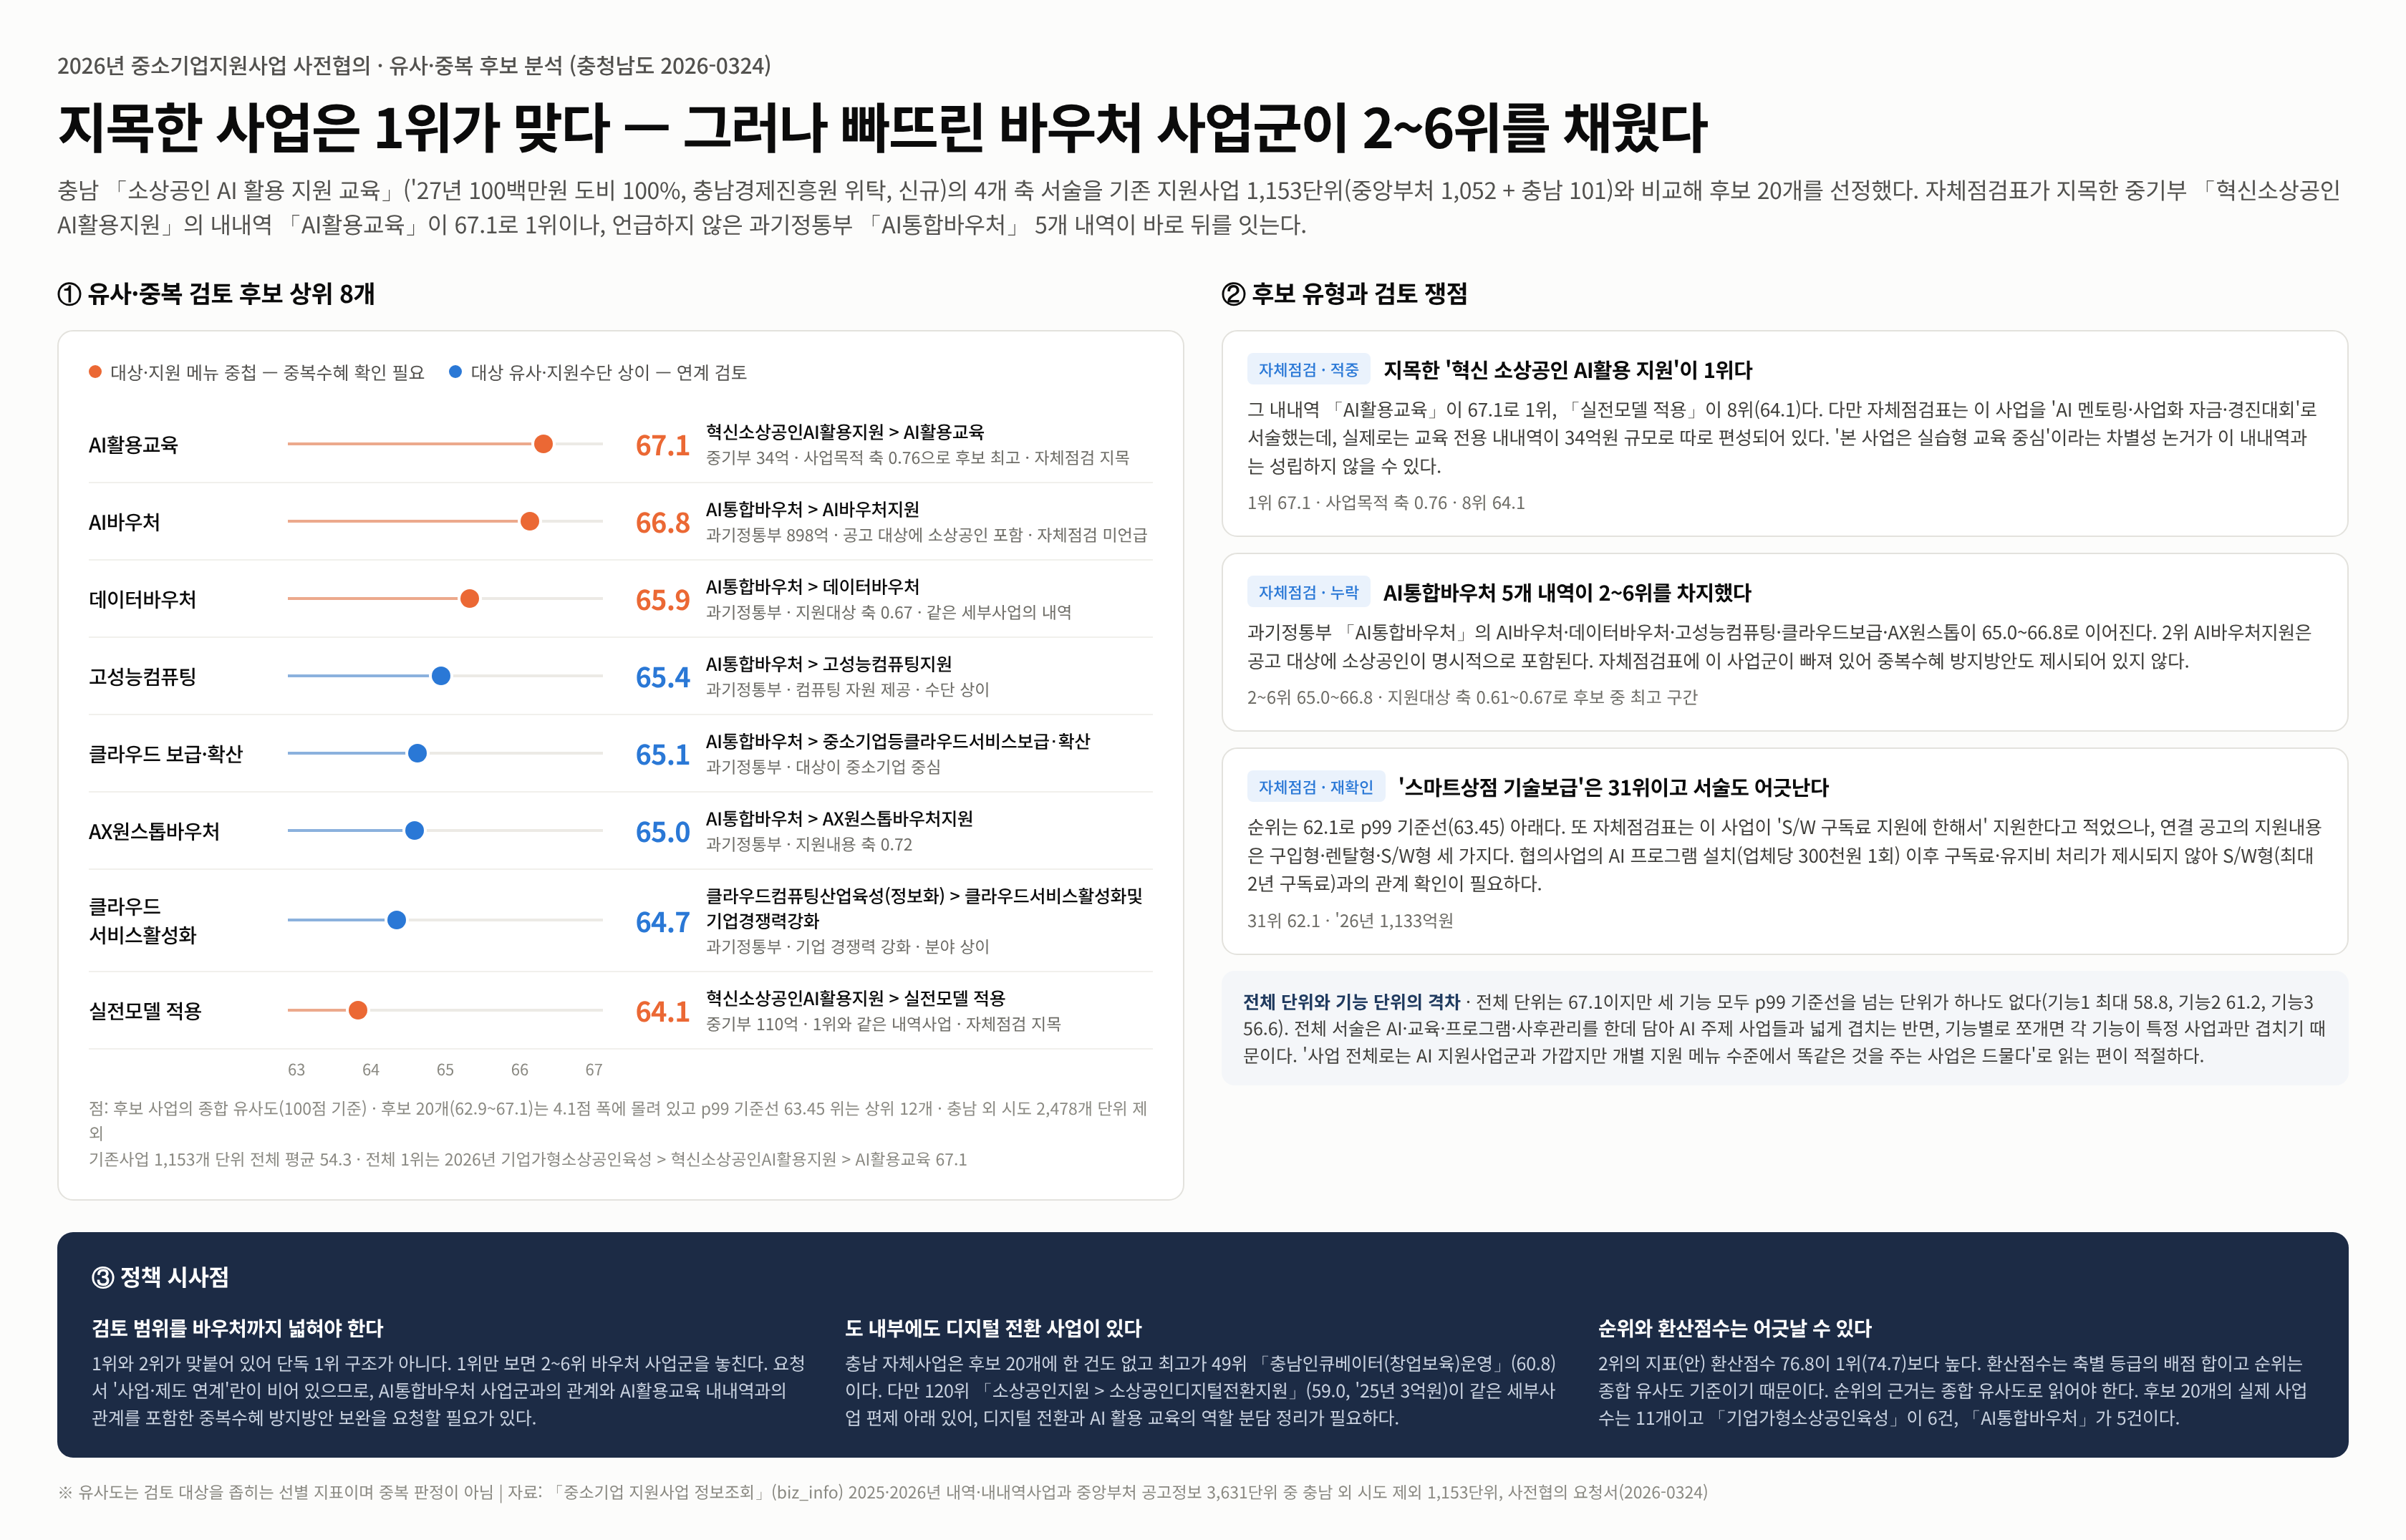 2026년 중소기업지원사업 사전협의 · 유사·중복 후보 분석 (충청남도 2026-0324)
지목한 사업은 1위가 맞다 — 그러나 빠뜨린 바우처 사업군이 2~6위를 채웠다
충남 「소상공인 AI 활용 지원 교육」('27년 100백만원 도비 100%, 충남경제진흥원 위탁, 신규)의 4개 축 서술을 기존 지원사업 1,153단위(중앙부처 1,052 + 충남 101)와 비교해 후보 20개를 선정했다. 자체점검표가 지목한 중기부 「혁신소상공인
AI활용지원」의 내내역 「AI활용교육」이 67.1로 1위이나, 언급하지 않은 과기정통부 「AI통합바우처」 5개 내역이 바로 뒤를 잇는다.
① 유사·중복 검토 후보 상위 8개
대상·지원 메뉴 중첩 — 중복수혜 확인 필요
대상 유사·지원수단 상이 — 연계 검토
AI활용교육
67.1
혁신소상공인AI활용지원 > AI활용교육
중기부 34억 · 사업목적 축 0.76으로 후보 최고 · 자체점검 지목
AI바우처
66.8
AI통합바우처 > AI바우처지원
과기정통부 898억 · 공고 대상에 소상공인 포함 · 자체점검 미언급
데이터바우처
65.9
AI통합바우처 > 데이터바우처
과기정통부 · 지원대상 축 0.67 · 같은 세부사업의 내역
고성능컴퓨팅
65.4
AI통합바우처 > 고성능컴퓨팅지원
과기정통부 · 컴퓨팅 자원 제공 · 수단 상이
클라우드 보급·확산
65.1
AI통합바우처 > 중소기업등클라우드서비스보급·확산
과기정통부 · 대상이 중소기업 중심
AX원스톱바우처
65.0
AI통합바우처 > AX원스톱바우처지원
과기정통부 · 지원내용 축 0.72
클라우드
서비스활성화
64.7
클라우드컴퓨팅산업육성(정보화) > 클라우드서비스활성화및
기업경쟁력강화
과기정통부 · 기업 경쟁력 강화 · 분야 상이
실전모델 적용
64.1
혁신소상공인AI활용지원 > 실전모델 적용
중기부 110억 · 1위와 같은 내역사업 · 자체점검 지목
63 64 65 66 67
점: 후보 사업의 종합 유사도(100점 기준) · 후보 20개(62.9~67.1)는 4.1점 폭에 몰려 있고 p99 기준선 63.45 위는 상위 12개 · 충남 외 시도 2,478개 단위 제
외
기존사업 1,153개 단위 전체 평균 54.3 · 전체 1위는 2026년 기업가형소상공인육성 > 혁신소상공인AI활용지원 > AI활용교육 67.1
② 후보 유형과 검토 쟁점
자체점검 · 적중
지목한 '혁신 소상공인 AI활용 지원'이 1위다
그 내내역 「AI활용교육」이 67.1로 1위, 「실전모델 적용」이 8위(64.1)다. 다만 자체점검표는 이 사업을 'AI 멘토링·사업화 자금·경진대회'로
서술했는데, 실제로는 교육 전용 내내역이 34억원 규모로 따로 편성되어 있다. '본 사업은 실습형 교육 중심'이라는 차별성 논거가 이 내내역과
는 성립하지 않을 수 있다.
1위 67.1 · 사업목적 축 0.76 · 8위 64.1
자체점검 · 누락
AI통합바우처 5개 내역이 2~6위를 차지했다
과기정통부 「AI통합바우처」의 AI바우처·데이터바우처·고성능컴퓨팅·클라우드보급·AX원스톱이 65.0~66.8로 이어진다. 2위 AI바우처지원은
공고 대상에 소상공인이 명시적으로 포함된다. 자체점검표에 이 사업군이 빠져 있어 중복수혜 방지방안도 제시되어 있지 않다.
2~6위 65.0~66.8 · 지원대상 축 0.61~0.67로 후보 중 최고 구간
자체점검 · 재확인
'스마트상점 기술보급'은 31위이고 서술도 어긋난다
순위는 62.1로 p99 기준선(63.45) 아래다. 또 자체점검표는 이 사업이 'S/W 구독료 지원에 한해서' 지원한다고 적었으나, 연결 공고의 지원내용
은 구입형·렌탈형·S/W형 세 가지다. 협의사업의 AI 프로그램 설치(업체당 300천원 1회) 이후 구독료·유지비 처리가 제시되지 않아 S/W형(최대
2년 구독료)과의 관계 확인이 필요하다.
31위 62.1 · '26년 1,133억원
전체 단위와 기능 단위의 격차 · 전체 단위는 67.1이지만 세 기능 모두 p99 기준선을 넘는 단위가 하나도 없다(기능1 최대 58.8, 기능2 61.2, 기능3
56.6). 전체 서술은 AI·교육·프로그램·사후관리를 한데 담아 AI 주제 사업들과 넓게 겹치는 반면, 기능별로 쪼개면 각 기능이 특정 사업과만 겹치기 때
문이다. '사업 전체로는 AI 지원사업군과 가깝지만 개별 지원 메뉴 수준에서 똑같은 것을 주는 사업은 드물다'로 읽는 편이 적절하다.
③ 정책 시사점
검토 범위를 바우처까지 넓혀야 한다
1위와 2위가 맞붙어 있어 단독 1위 구조가 아니다. 1위만 보면 2~6위 바우처 사업군을 놓친다. 요청
서 '사업·제도 연계'란이 비어 있으므로, AI통합바우처 사업군과의 관계와 AI활용교육 내내역과의
관계를 포함한 중복수혜 방지방안 보완을 요청할 필요가 있다.
도 내부에도 디지털 전환 사업이 있다
충남 자체사업은 후보 20개에 한 건도 없고 최고가 49위 「충남인큐베이터(창업보육)운영」(60.8)
이다. 다만 120위 「소상공인지원 > 소상공인디지털전환지원」(59.0, '25년 3억원)이 같은 세부사
업 편제 아래 있어, 디지털 전환과 AI 활용 교육의 역할 분담 정리가 필요하다.
순위와 환산점수는 어긋날 수 있다
2위의 지표(안) 환산점수 76.8이 1위(74.7)보다 높다. 환산점수는 축별 등급의 배점 합이고 순위는
종합 유사도 기준이기 때문이다. 순위의 근거는 종합 유사도로 읽어야 한다. 후보 20개의 실제 사업
수는 11개이고 「기업가형소상공인육성」이 6건, 「AI통합바우처」가 5건이다.
※ 유사도는 검토 대상을 좁히는 선별 지표이며 중복 판정이 아님 | 자료: 「중소기업 지원사업 정보조회」(biz_info) 2025·2026년 내역·내내역사업과 중앙부처 공고정보 3,631단위 중 충남 외 시도 제외 1,153단위, 사전협의 요청서(2026-0324)